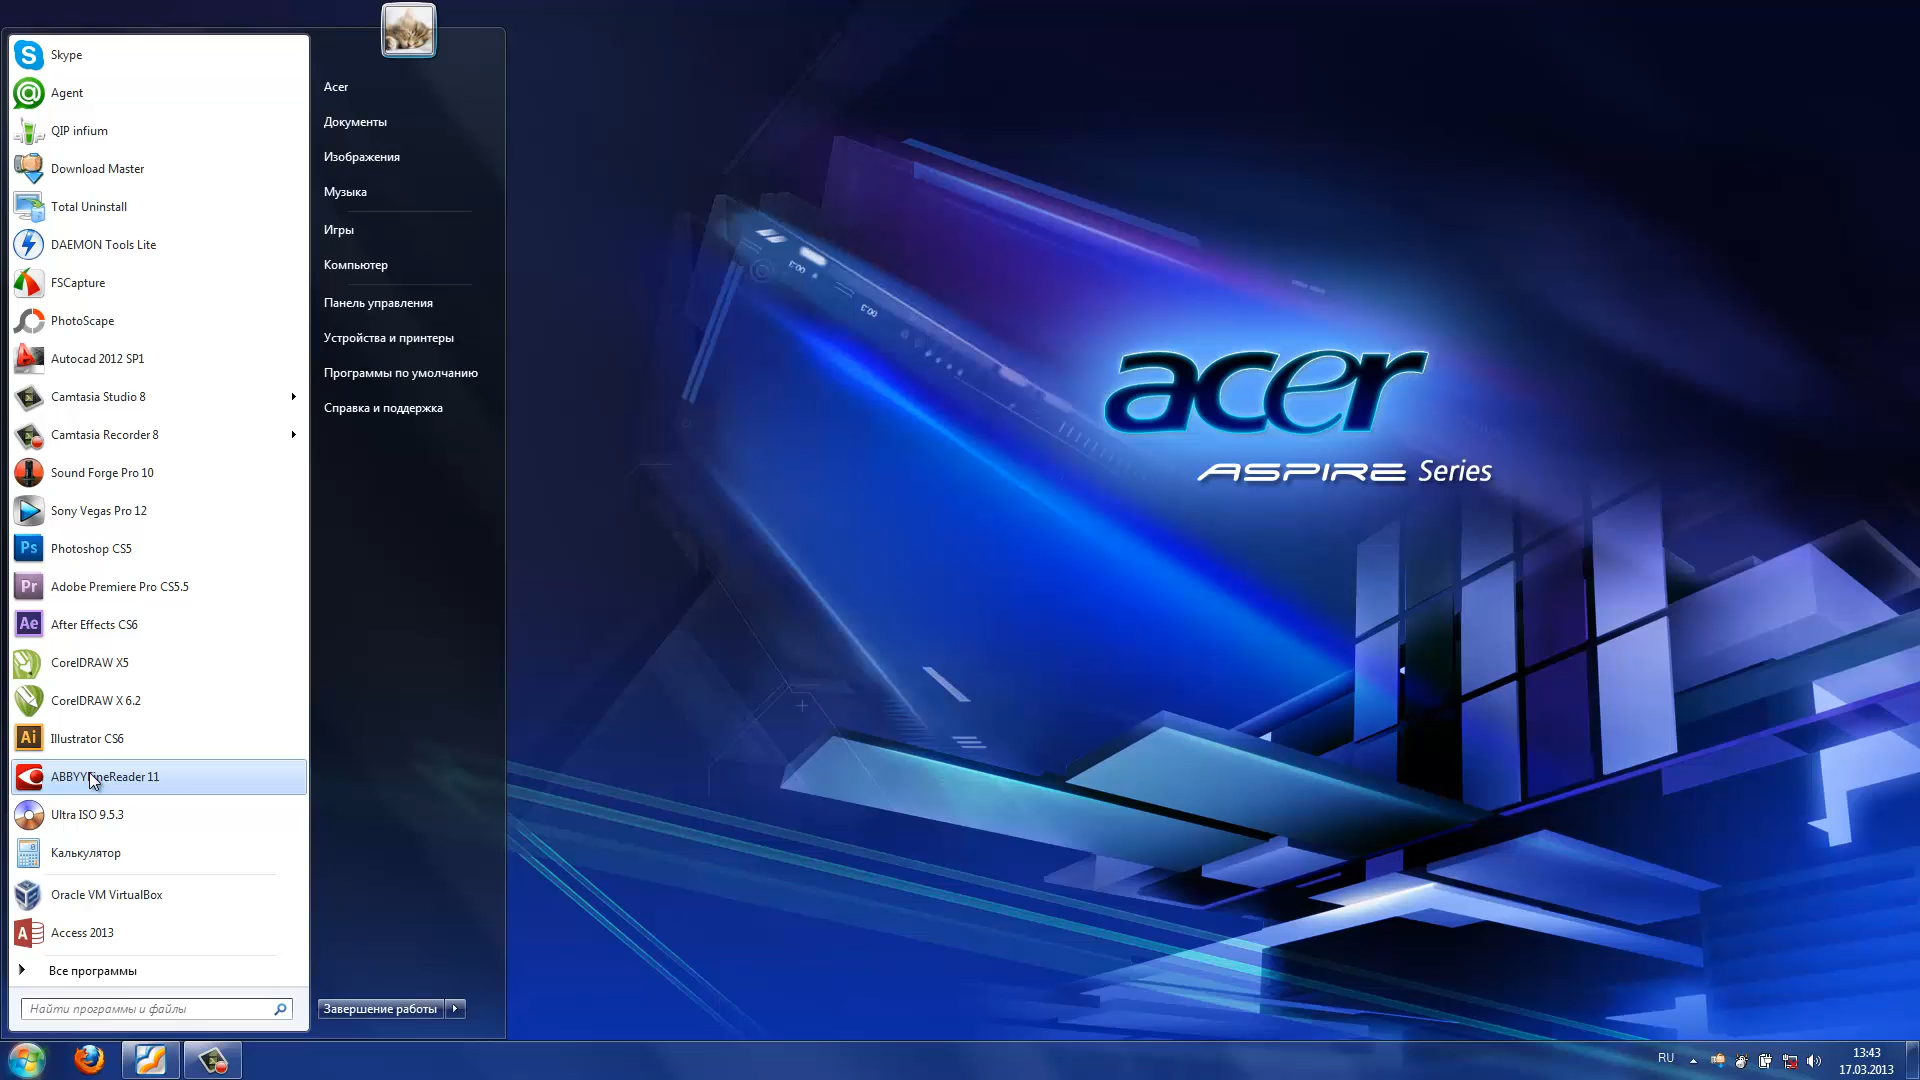 Skype
Agent
QIP infium
Download Master
Total Uninstall
DAEMON Tools Lite
FSCapture
PhotoScape
Autocad 2012 SP1
Camtasia Studio 8
Camtasia Recorder 8
Sound Forge Pro 10
Sony Vegas Pro 12
Ps Photoshop CS5
Pr Adobe Premiere Pro CS5.5
Ae After Effects CS6
CorelDRAW X5
CorelDRAW X 6.2
Ai Illustrator CS6
ABBYY FineReader 11
Ultra ISO 9.5.3
Калькулятор
Oracle VM VirtualBox
Access 2013
Все программы
Найти программы и файлы
Acer
Документы
Изображения
Музыка
Игры
Компьютер
Панель управления
Устройства и принтеры
Программы по умолчанию
Справка и поддержка
Завершение работы
acer
ASPIRE Series
RU
13:43
17.03.2013